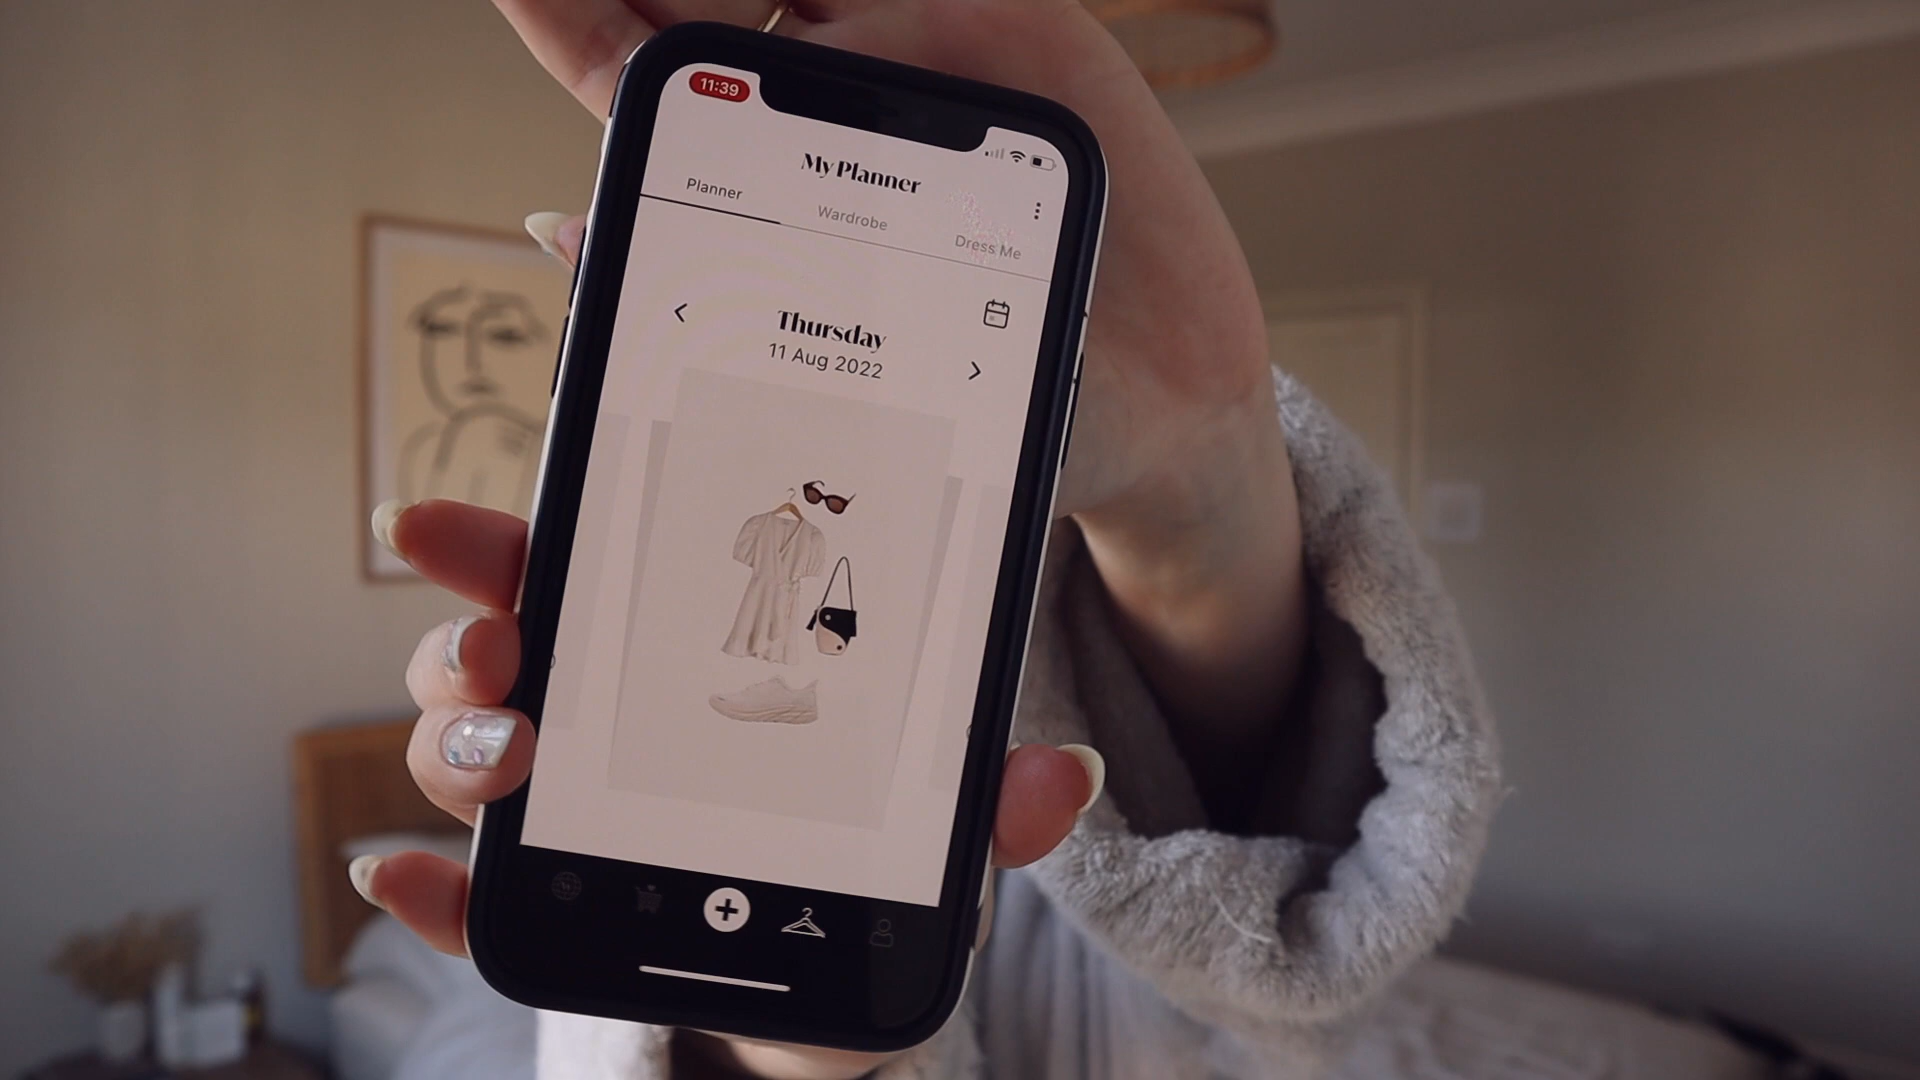 11:39
My Planner
Planner
Wardrobe
Dress Me
Thursday
11 Aug 2022